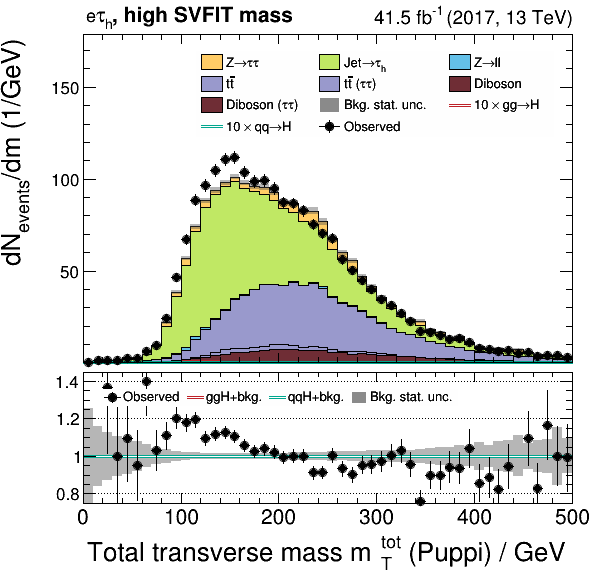 eτh, high SVFIT mass 41.5 fb⁻¹ (2017, 13 TeV)
dNevents/dm (1/GeV)
150
100
50
Z→ττ Jet→τh Z→ll
tt̄ tt̄ (ττ) Diboson
Diboson (ττ) Bkg. stat. unc. 10 × gg→H
10 × qq→H Observed
1.4
1.2
1
0.8
Observed ggH+bkg. qqH+bkg. Bkg. stat. unc.
0 100 200 300 400 500
Total transverse mass m T tot (Puppi) / GeV